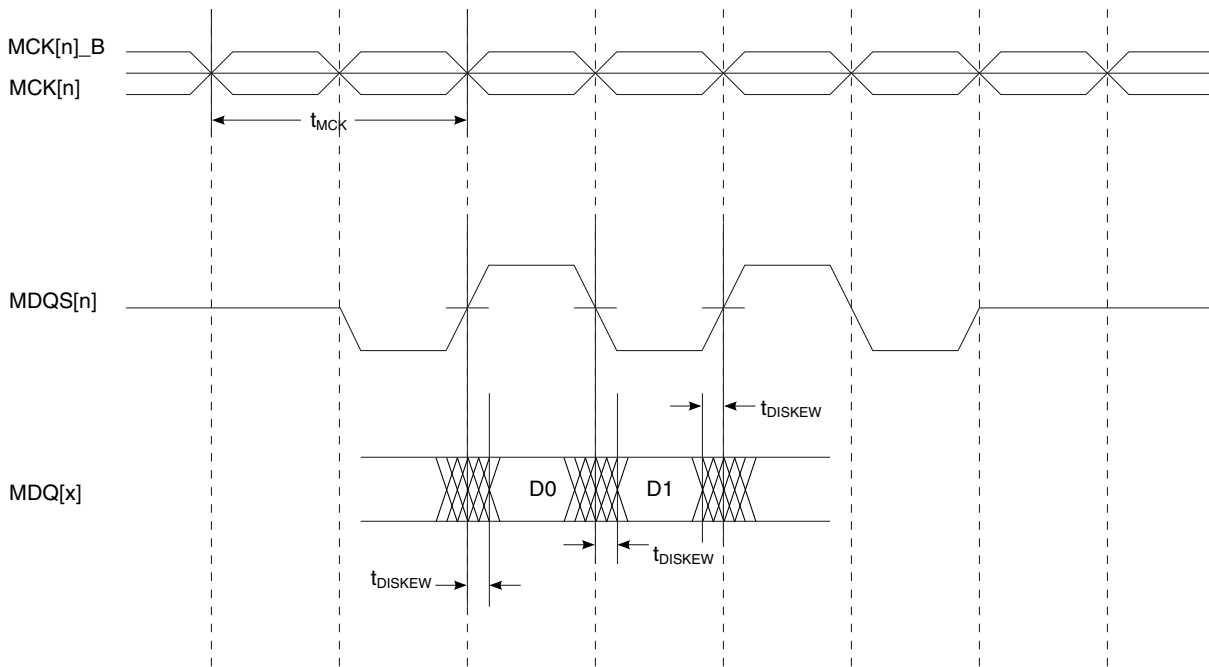 MCK[n]_B
MCK[n]
tMCK
MDQS[n]
tDISKEW
MDQ[x]
D0
D1
tDISKEW
tDISKEW